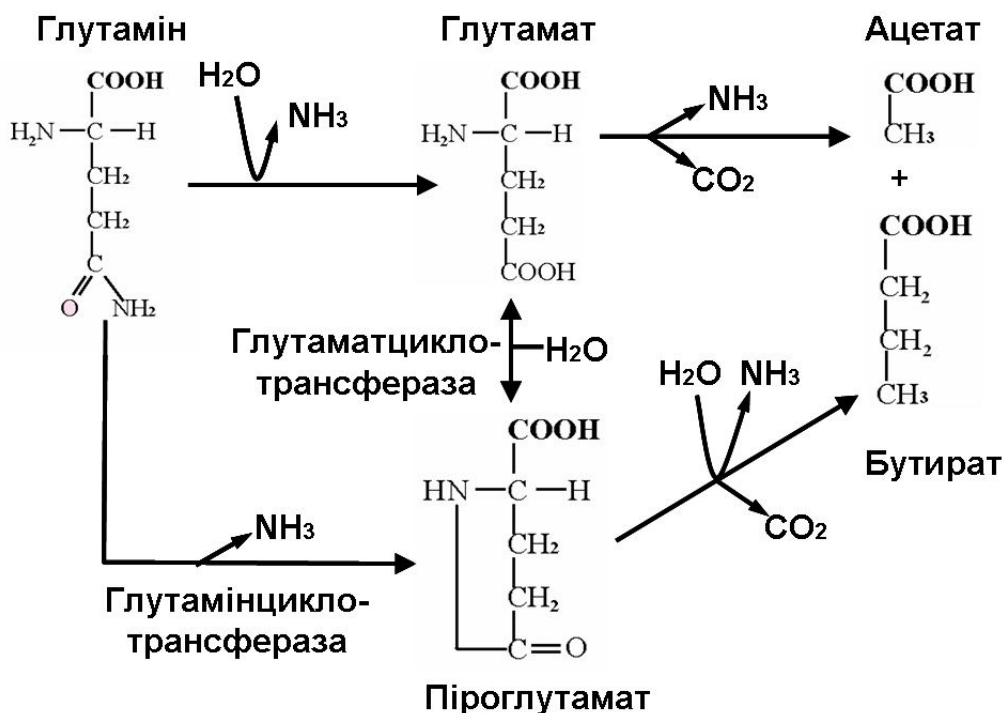 Глутамін
Глутамат
Ацетат
COOH
H₂N—C—H
CH₂
CH₂
C
O
NH₂
H₂O
NH₃
COOH
H₂N—C—H
CH₂
CH₂
COOH
NH₃
CO₂
COOH
CH₃
+
COOH
CH₂
CH₂
CH₃
Бутират
Глутаматцикло-
трансфераза
H₂O
H₂O
NH₃
CO₂
COOH
HN—C—H
CH₂
CH₂
C=O
NH₃
Глутамінцикло-
трансфераза
Піроглутамат